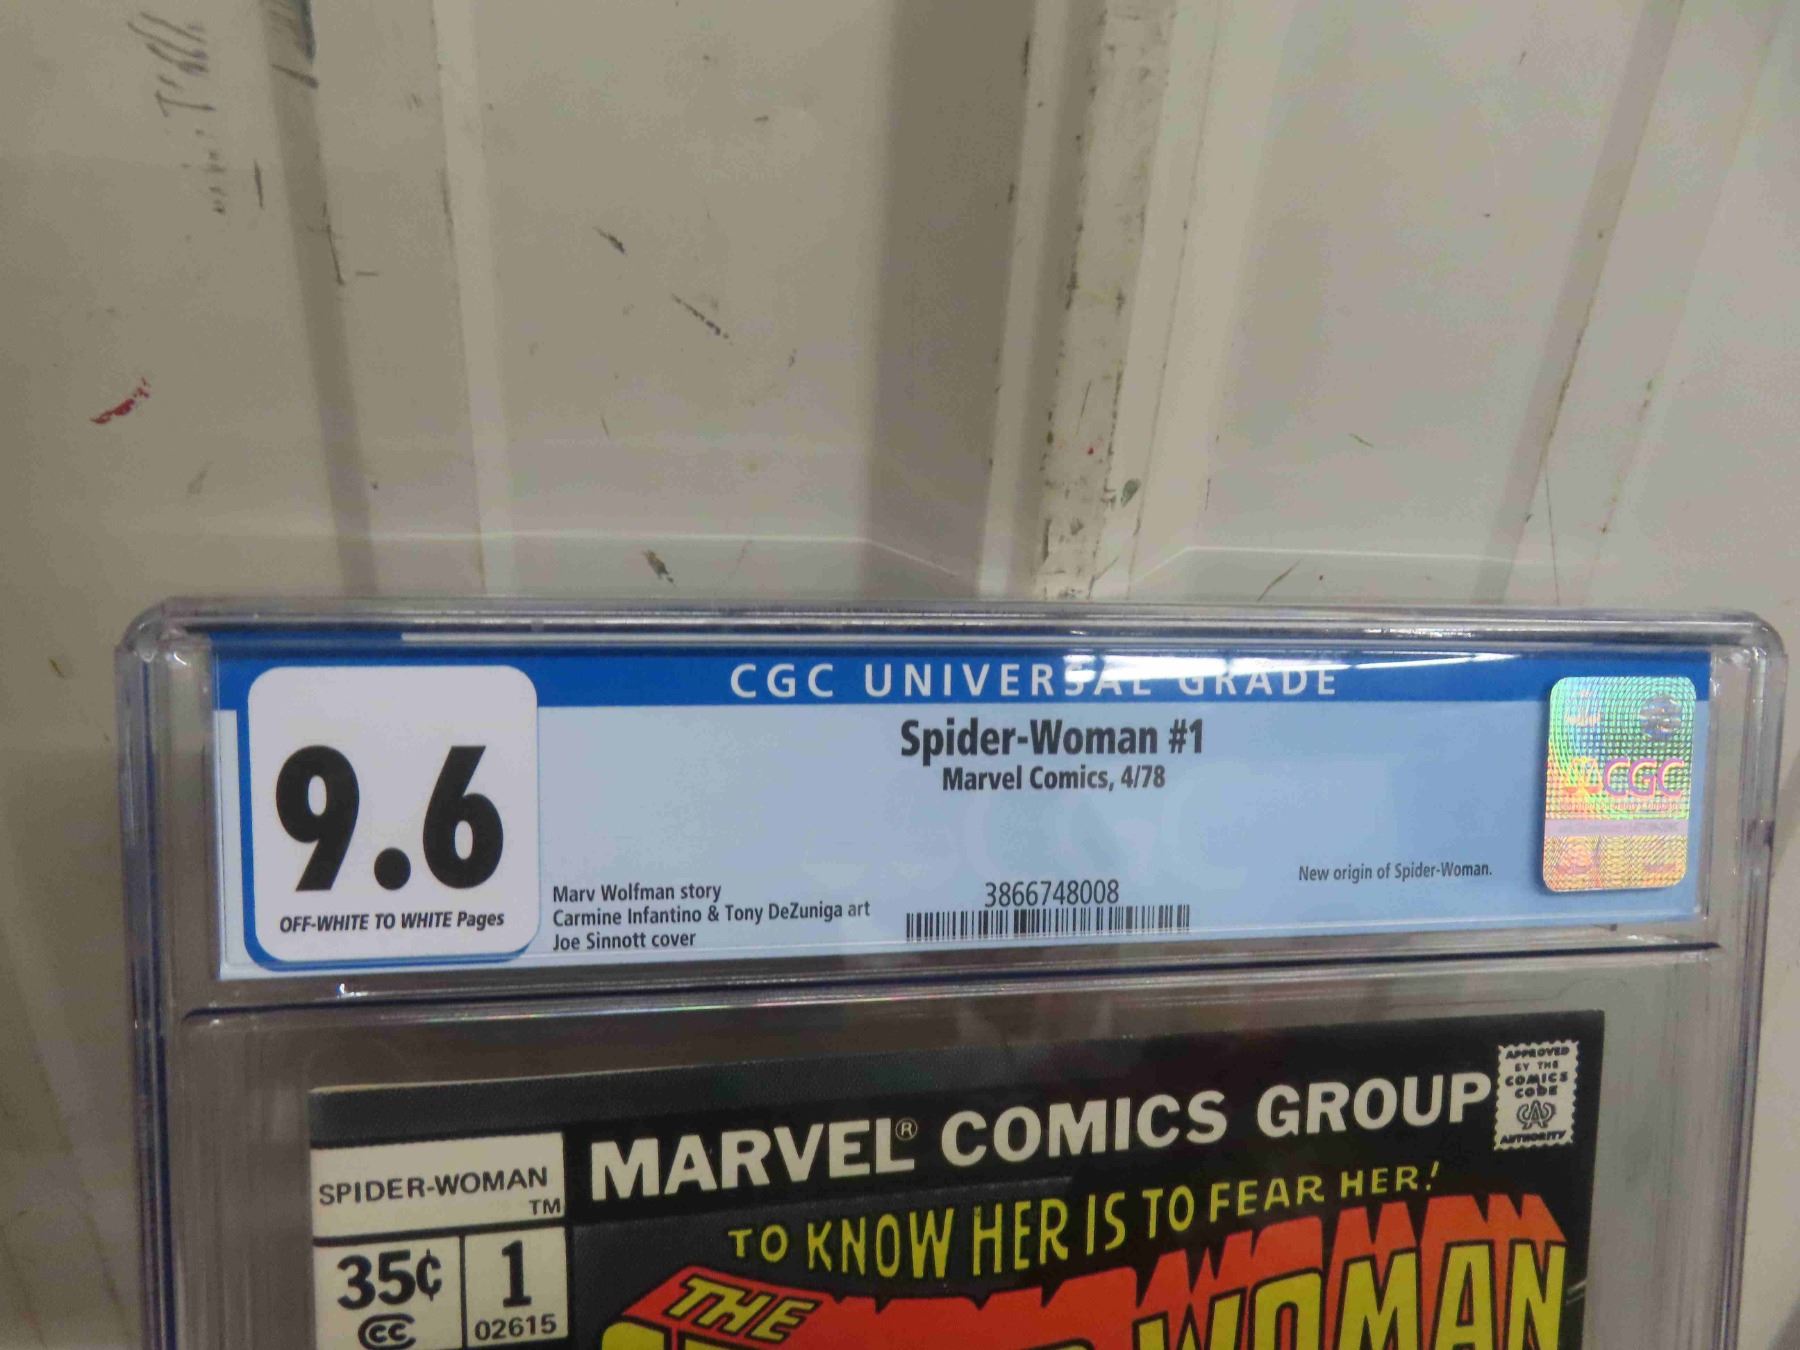 CGC UNIVERSAL GRADE
9.6
OFF-WHITE TO WHITE Pages
Spider-Woman #1
Marvel Comics, 4/78
Marv Wolfman story
Carmine Infantino & Tony DeZuniga art
Joe Sinnott cover
3866748008
New origin of Spider-Woman.
CGC
MARVEL® COMICS GROUP
APPROVED
BY THE
COMICS
CODE
AUTHORITY
SPIDER-WOMAN
TM
TO KNOW HER IS TO FEAR HER!
35¢
CC
1
02615
THE
WOMAN